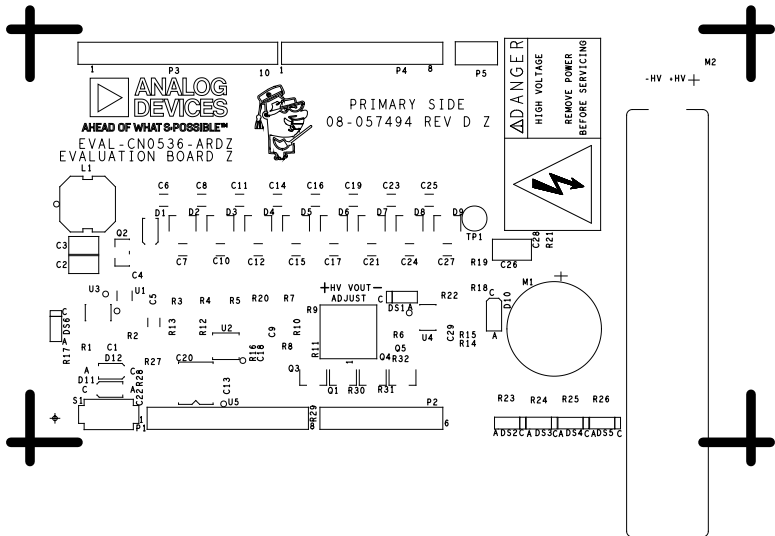 M2
-HV +HV
1 P3 10 1 P4 8 P5
DANGER
HIGH VOLTAGE
REMOVE POWER
BEFORE SERVICING
ANALOG
DEVICES
AHEAD OF WHAT'S POSSIBLE™
PRIMARY SIDE
08-057494 REV D Z
EVAL-CN0536-ARDZ
EVALUATION BOARD Z
L1
C6 C8 C11 C14 C16 C19 C23 C25
D1 D2 D3 D4 D5 D6 D7 D8 D9
TP1
Q2
C3
C2
C4
C7 C10 C12 C15 C17 C21 C24 C27
R19 C26 C28 R21
U3 U1 C5
R3 R4 R5 R20 R7
+HV VOUT-
ADJUST
C DS1 A
R22
R18 C D10 A
M1
C DS6 A
R17
R1 R2 C1
R13 R12 U2
C9 R10 R9 R11
R8
R6 U4 C29
R15
R14
Q5
Q4 R32
D12
A C
D11
C A
R28
C22
R27 C20 R16 C18
C13
Q3 Q1 1 R30 R31
S1 P1 1 U5 8 R29 P2 6
R23 R24 R25 R26
A DS2 C A DS3 C A DS4 C A DS5 C